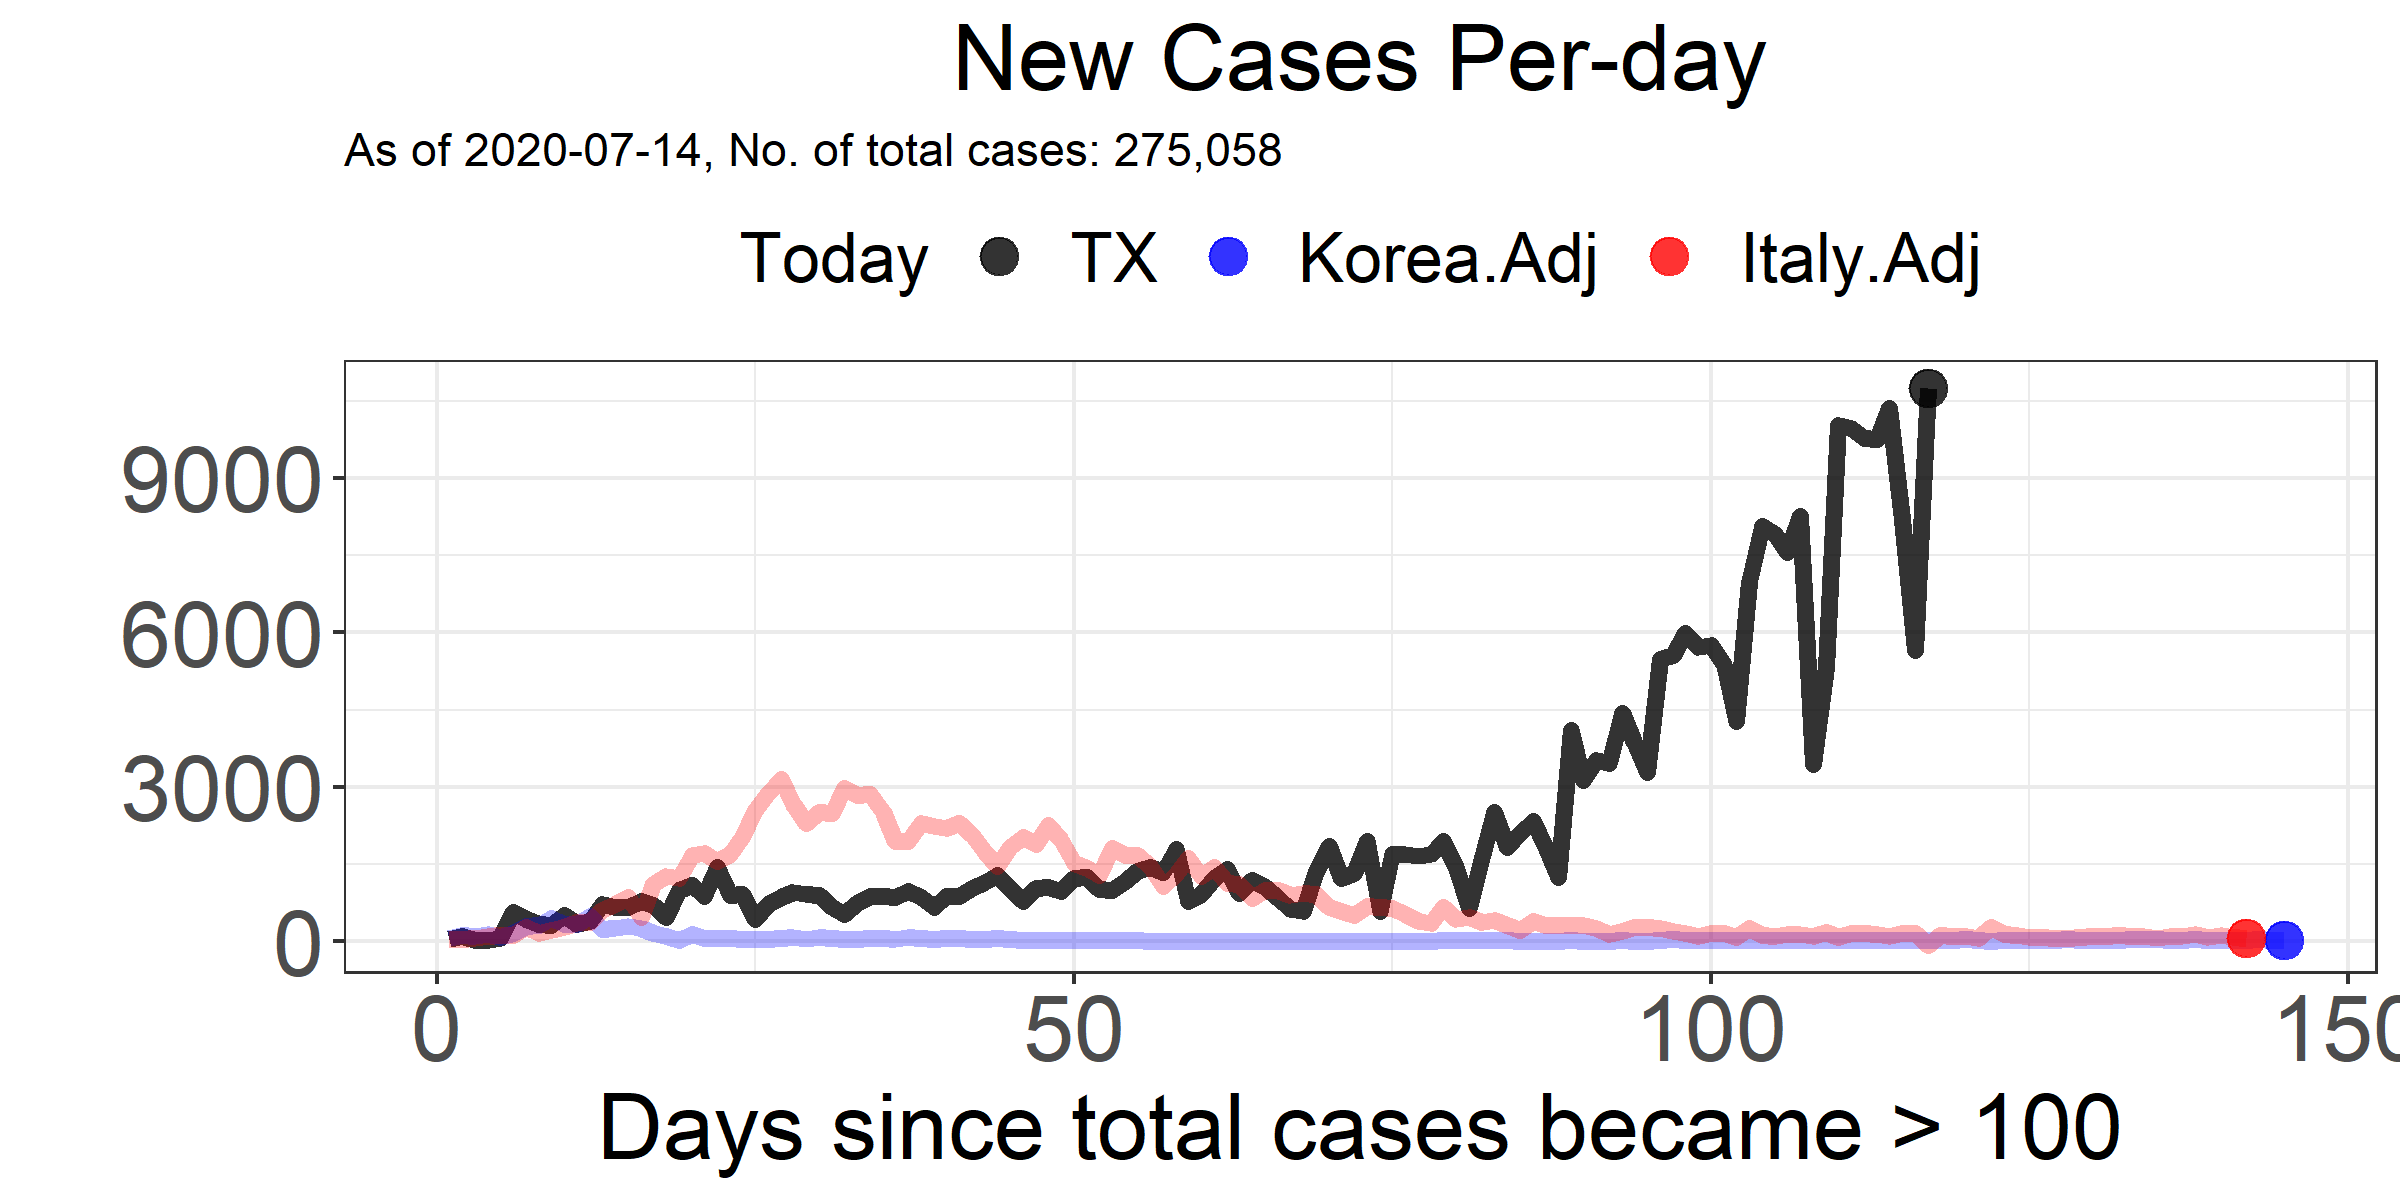 New Cases Per-day
As of 2020-07-14, No. of total cases: 275,058
Today TX Korea.Adj Italy.Adj
9000
6000
3000
0
0 50 100 150
Days since total cases became > 100